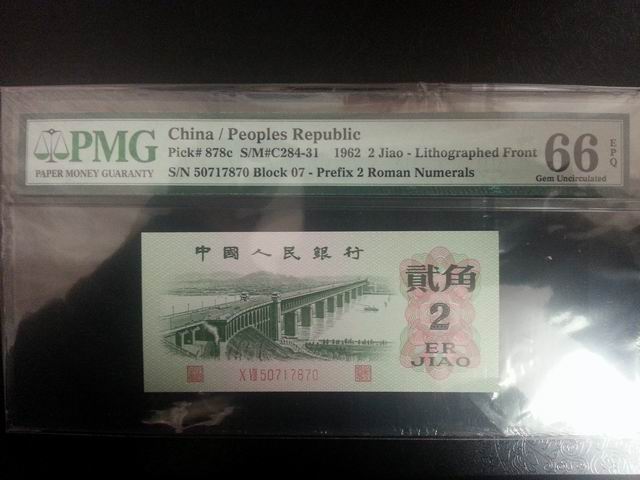 PMG
PAPER MONEY GUARANTY
China / Peoples Republic
Pick# 878c S/M#C284-31 1962 2 Jiao - Lithographed Front
S/N 50717870 Block 07 - Prefix 2 Roman Numerals
66
EPQ
Gem Uncirculated
中國人民銀行
貳角
2
ER
JIAO
X VIII 50717870